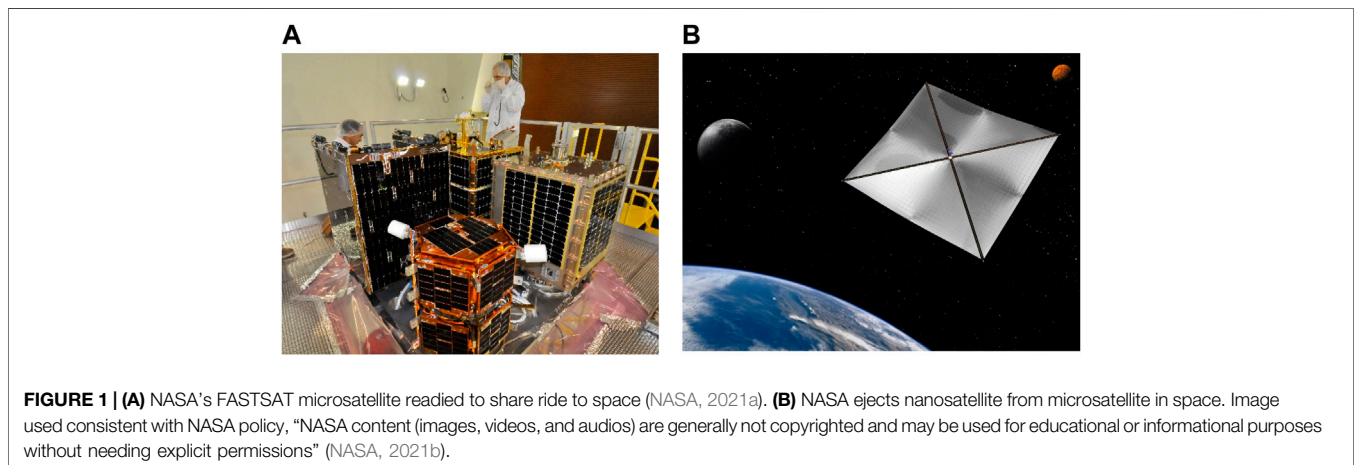 A
B
FIGURE 1 | (A) NASA’s FASTSAT microsatellite readied to share ride to space (NASA, 2021a). (B) NASA ejects nanosatellite from microsatellite in space. Image
used consistent with NASA policy, “NASA content (images, videos, and audios) are generally not copyrighted and may be used for educational or informational purposes
without needing explicit permissions” (NASA, 2021b).